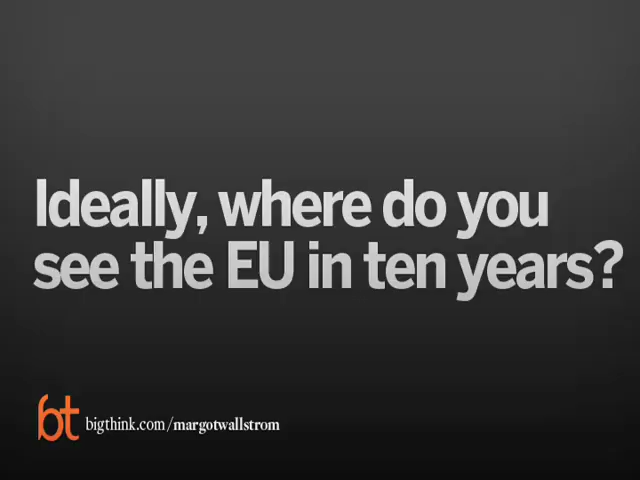 Ideally, where do you
see the EU in ten years?
bt bigthink.com/margotwallstrom